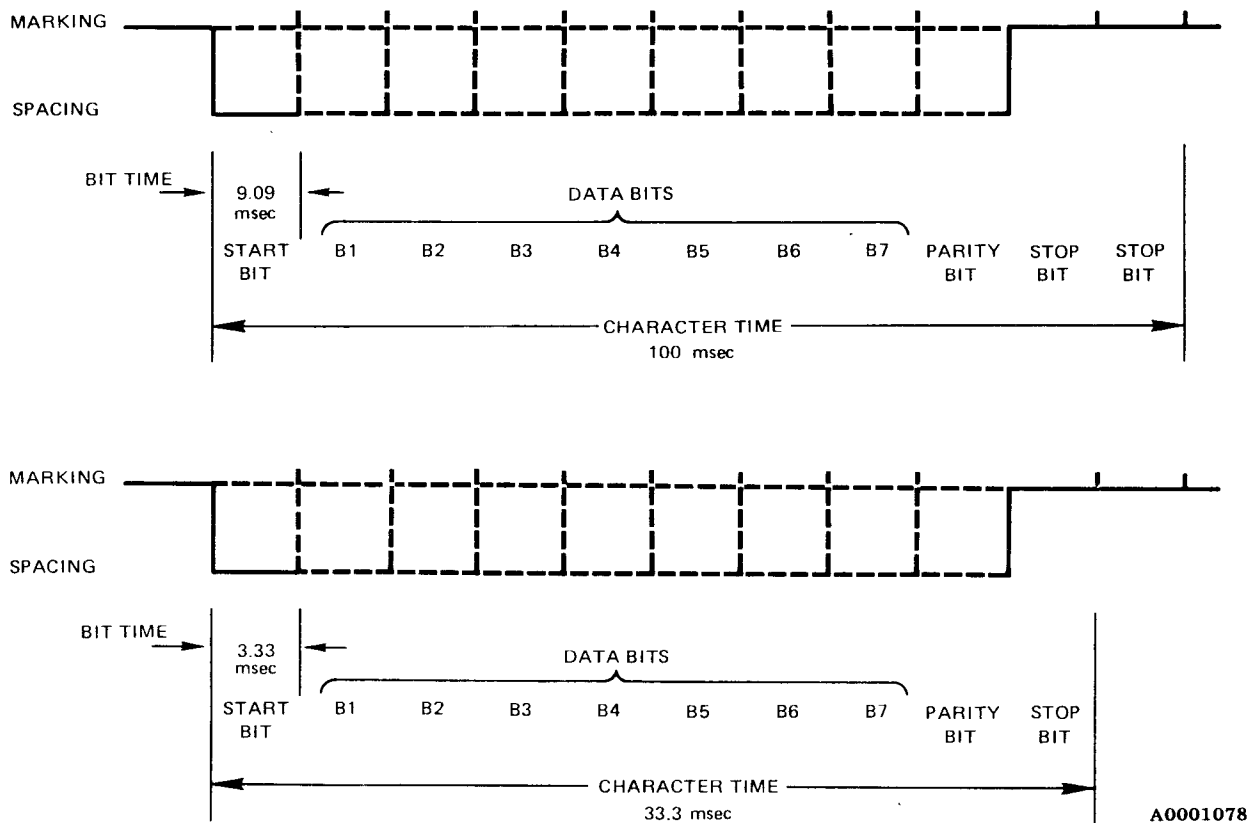 MARKING
SPACING
BIT TIME
9.09
msec
DATA BITS
START
BIT
B1 B2 B3 B4 B5 B6 B7
PARITY
BIT
STOP
BIT
STOP
BIT
CHARACTER TIME
100 msec
MARKING
SPACING
BIT TIME
3.33
msec
DATA BITS
START
BIT
B1 B2 B3 B4 B5 B6 B7
PARITY
BIT
STOP
BIT
CHARACTER TIME
33.3 msec
A0001078